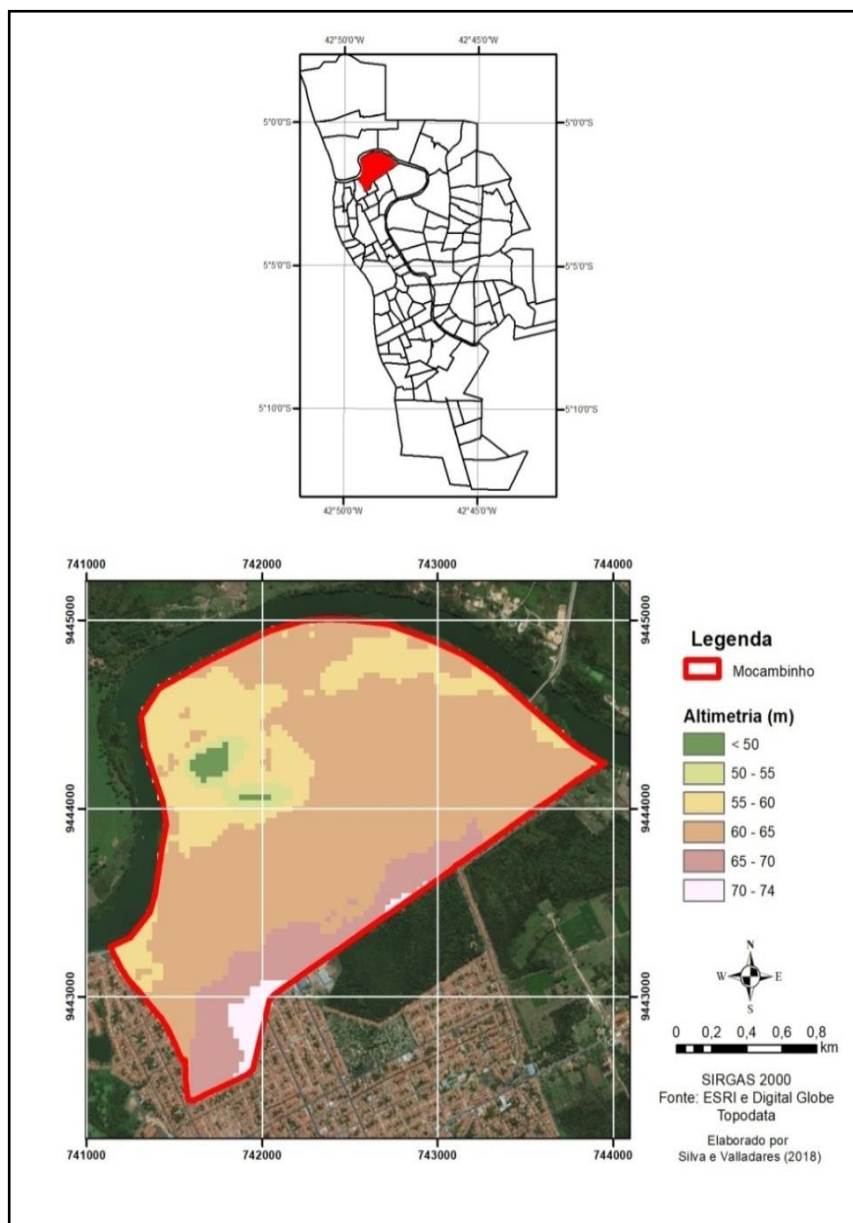 42°50'0"W 42°45'0"W
5°0'0"S 5°0'0"S
5°5'0"S 5°5'0"S
5°10'0"S 5°10'0"S
42°50'0"W 42°45'0"W
741000 742000 743000 744000
9445000 9445000
9444000 9444000
9443000 9443000
741000 742000 743000 744000
Legenda
Mocambinho
Altimetria (m)
< 50
50 - 55
55 - 60
60 - 65
65 - 70
70 - 74
N
W E
S
0 0,2 0,4 0,6 0,8
km
SIRGAS 2000
Fonte: ESRI e Digital Globe
Topodata
Elaborado por
Silva e Valladares (2018)